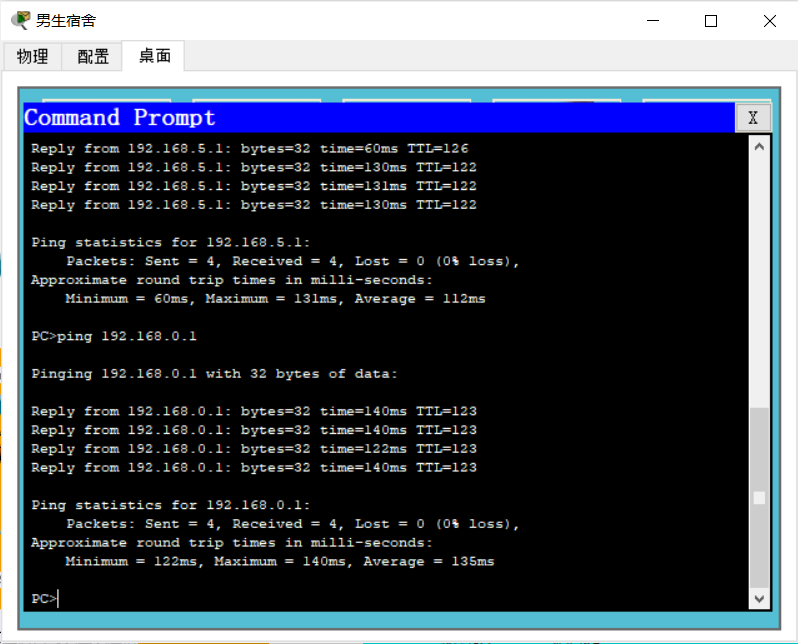 男生宿舍
物理 配置 桌面
Command Prompt X
Reply from 192.168.5.1: bytes=32 time=60ms TTL=126
Reply from 192.168.5.1: bytes=32 time=130ms TTL=122
Reply from 192.168.5.1: bytes=32 time=131ms TTL=122
Reply from 192.168.5.1: bytes=32 time=130ms TTL=122
Ping statistics for 192.168.5.1:
Packets: Sent = 4, Received = 4, Lost = 0 (0% loss),
Approximate round trip times in milli-seconds:
Minimum = 60ms, Maximum = 131ms, Average = 112ms
PC>ping 192.168.0.1
Pinging 192.168.0.1 with 32 bytes of data:
Reply from 192.168.0.1: bytes=32 time=140ms TTL=123
Reply from 192.168.0.1: bytes=32 time=140ms TTL=123
Reply from 192.168.0.1: bytes=32 time=122ms TTL=123
Reply from 192.168.0.1: bytes=32 time=140ms TTL=123
Ping statistics for 192.168.0.1:
Packets: Sent = 4, Received = 4, Lost = 0 (0% loss),
Approximate round trip times in milli-seconds:
Minimum = 122ms, Maximum = 140ms, Average = 135ms
PC>